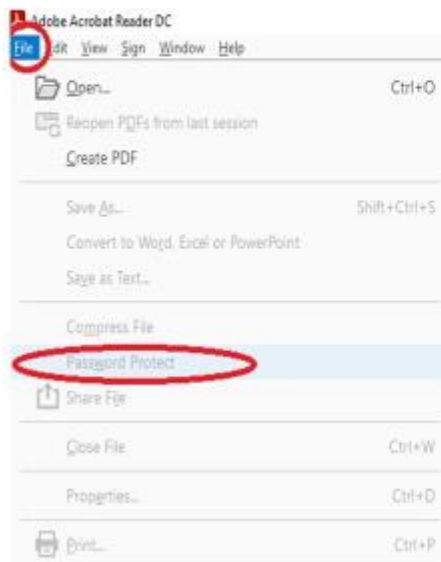 Adobe Acrobat Reader DC
File Edit View Sign Window Help
Open... Ctrl+O
Reopen PDFs from last session
Create PDF
Save As... Shift+Ctrl+S
Convert to Word, Excel or PowerPoint
Save as Text...
Compress File
Password Protect
Share File
Close File Ctrl+W
Properties... Ctrl+D
Print... Ctrl+P